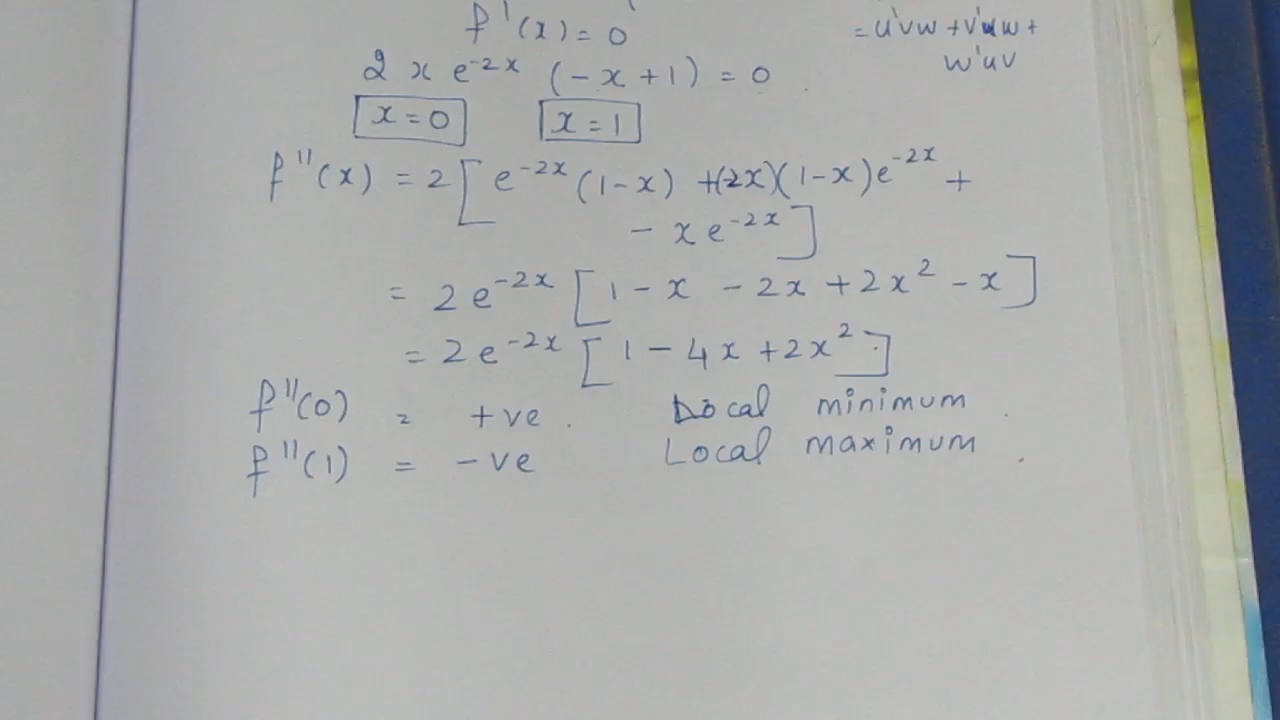 f'(x) = 0
= u'vw + v'uw +
w'uv
2 x e^{-2x} (-x + 1) = 0
x = 0 x = 1
f''(x) = 2 [ e^{-2x} (1-x) +(-2x)(1-x)e^{-2x} +
- x e^{-2x} ]
= 2 e^{-2x} [ 1 - x - 2x + 2x² - x ]
= 2 e^{-2x} [ 1 - 4x + 2x² ]
f''(0) = +ve . Local minimum .
f''(1) = -ve Local maximum .